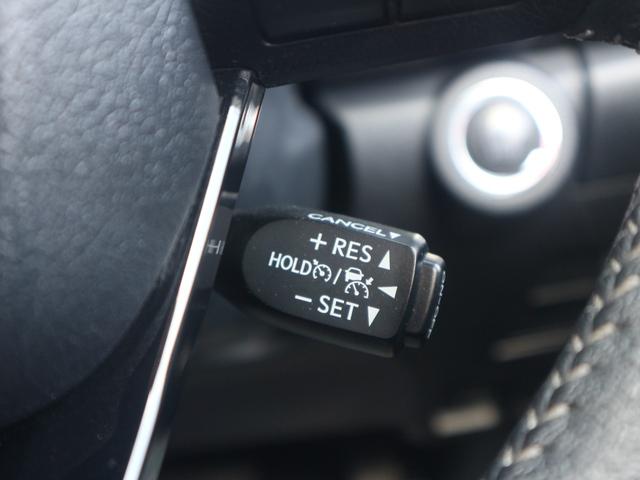 CANCEL▼
+ RES ▲
HOLD / ◀
− SET ▼